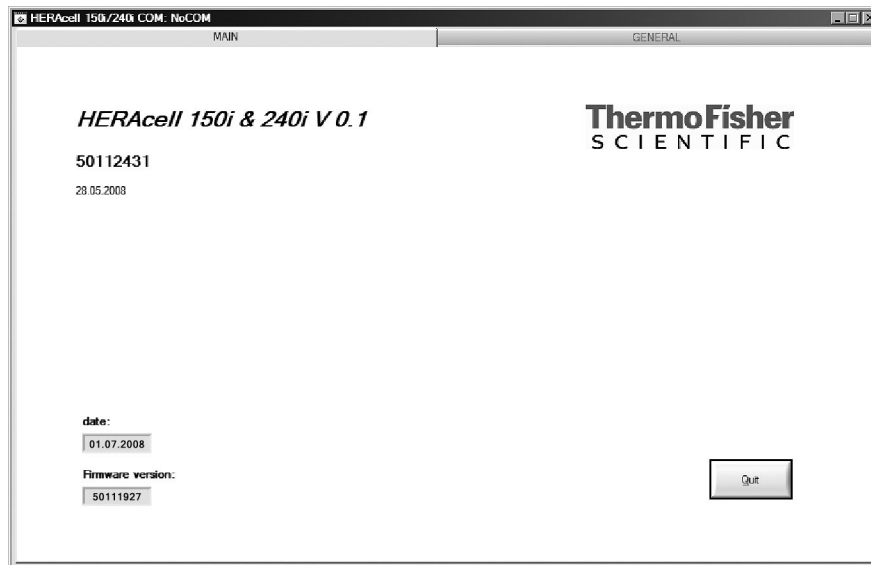 HERAcell 150i/240i COM: NoCOM
MAIN
GENERAL
HERAcell 150i & 240i V 0.1
ThermoFisher
SCIENTIFIC
50112431
28.05.2008
date:
01.07.2008
Firmware version:
50111927
Quit